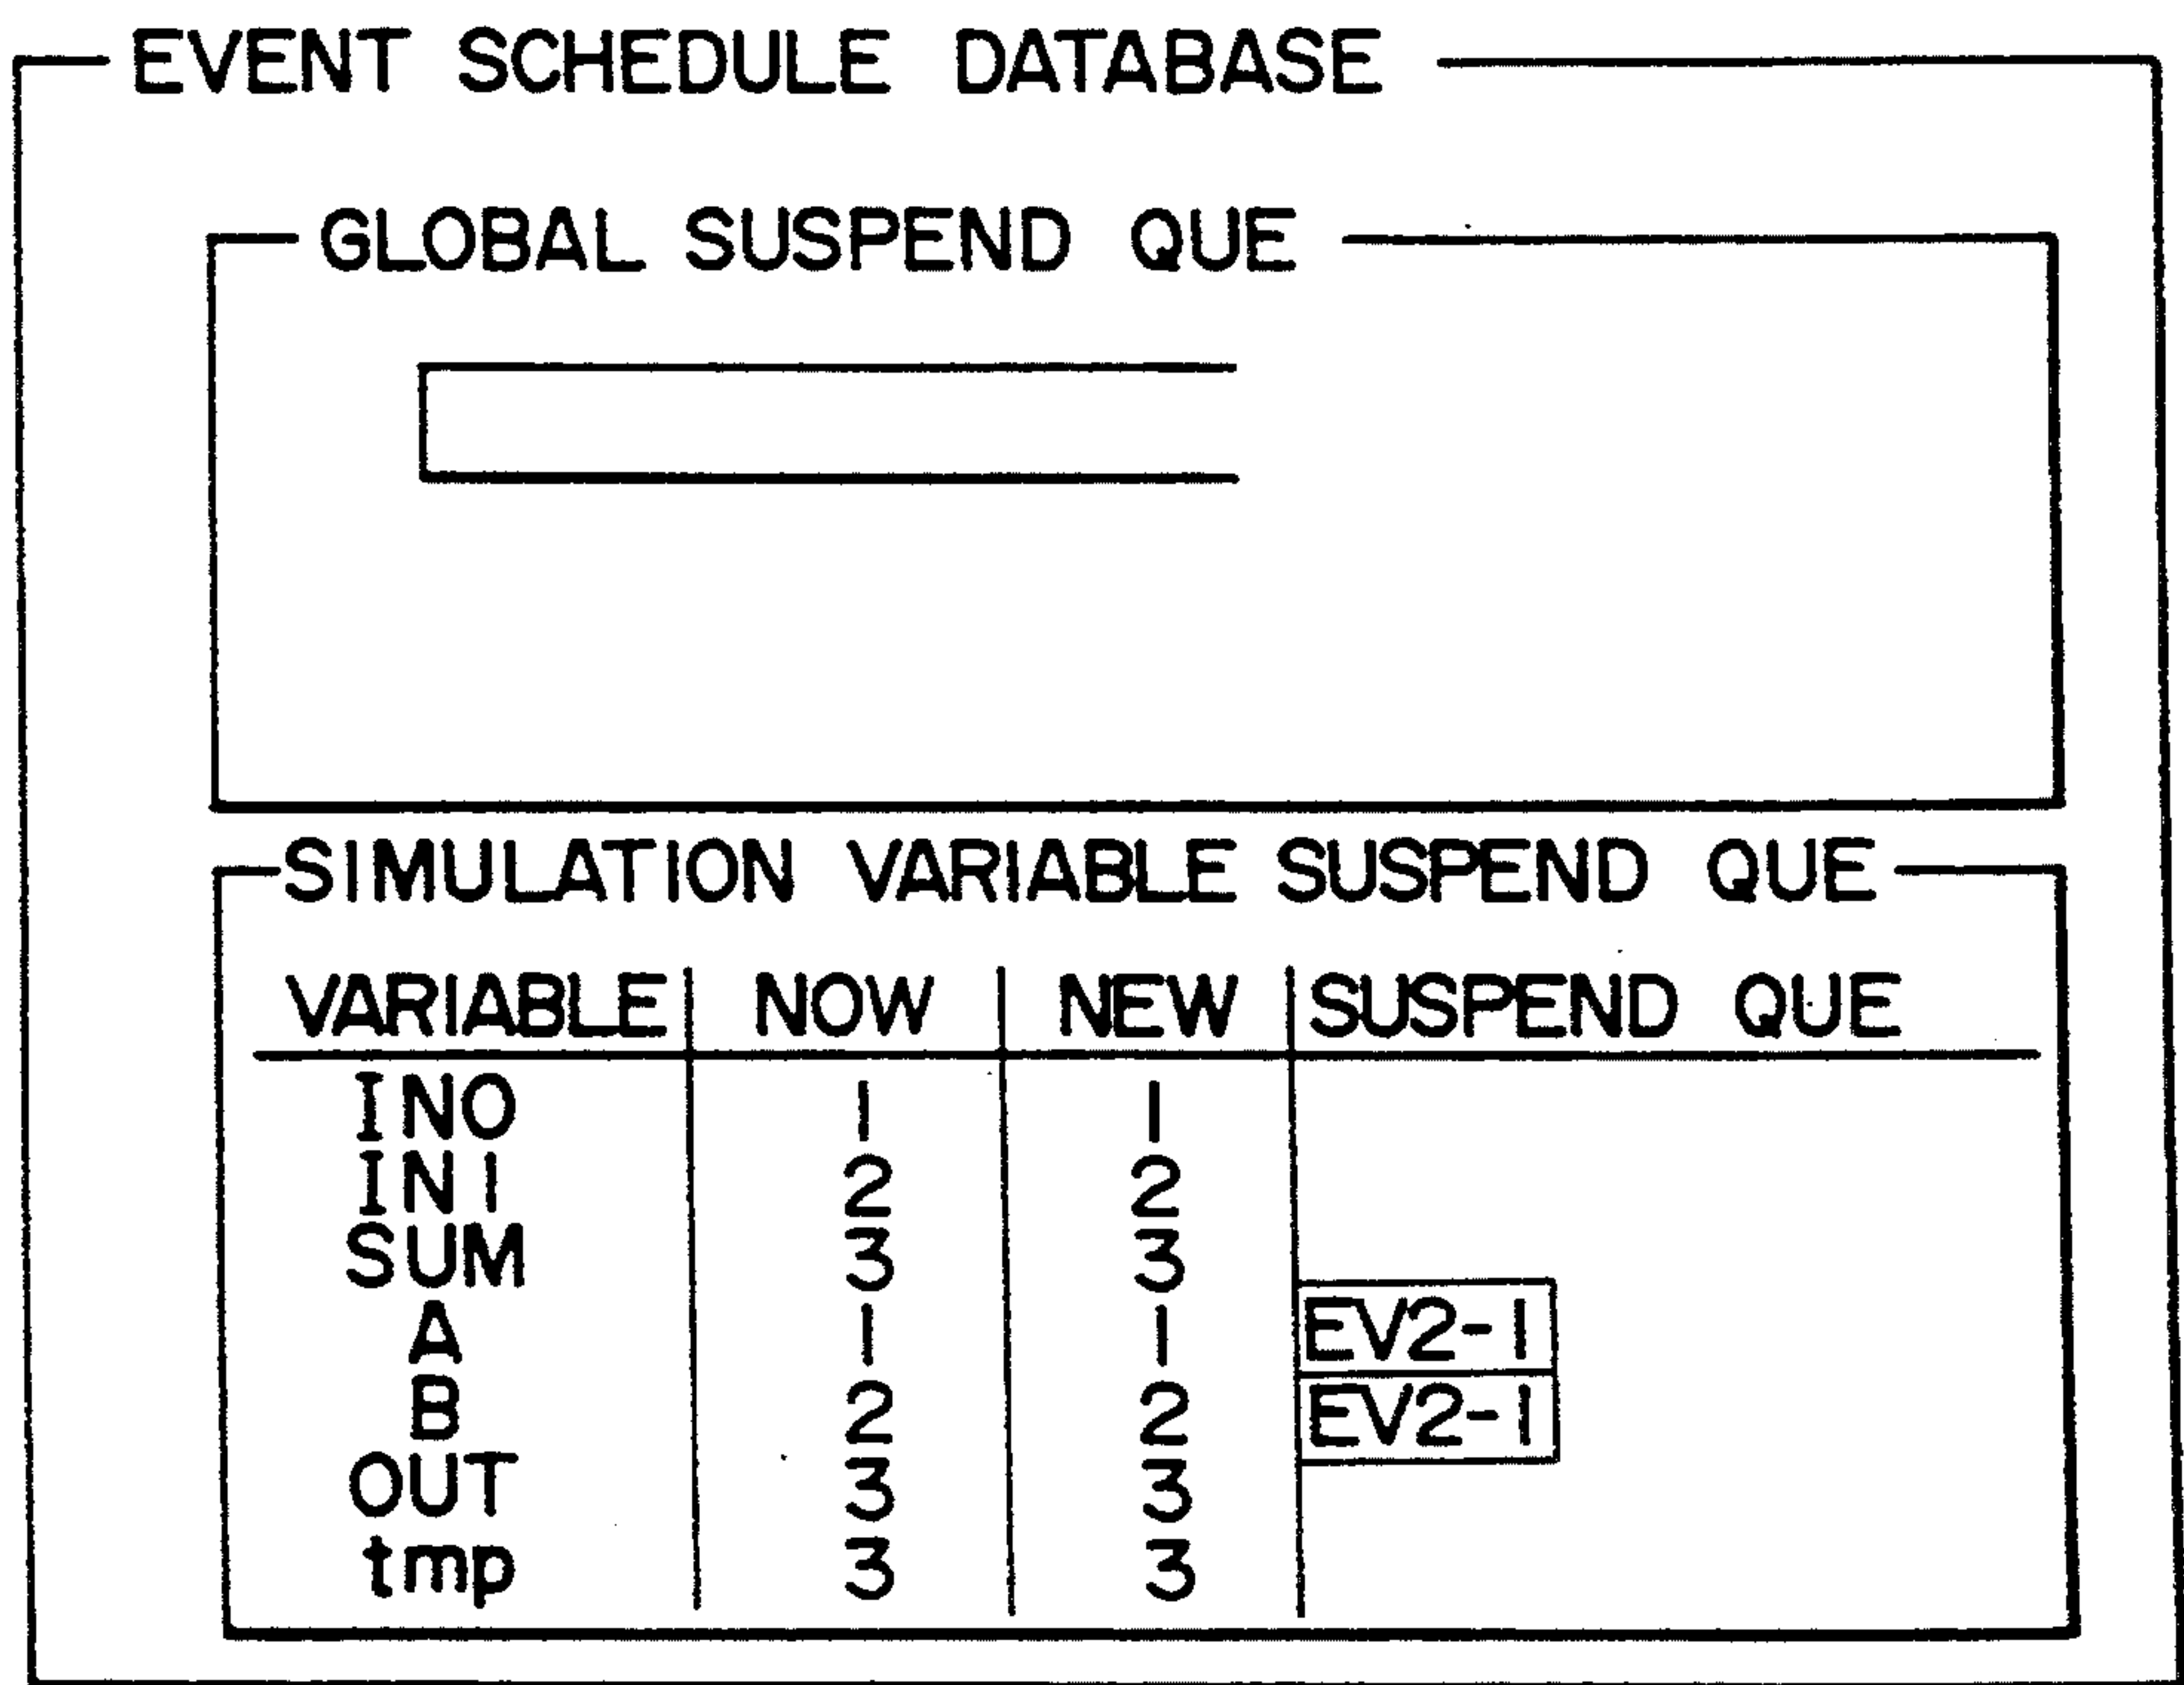 EVENT SCHEDULE DATABASE
GLOBAL SUSPEND QUE
SIMULATION VARIABLE SUSPEND QUE
VARIABLE NOW NEW SUSPEND QUE
IN0 1 1
IN1 2 2
SUM 3 3
A 1 1 EV2-1
B 2 2 EV2-1
OUT 3 3
tmp 3 3